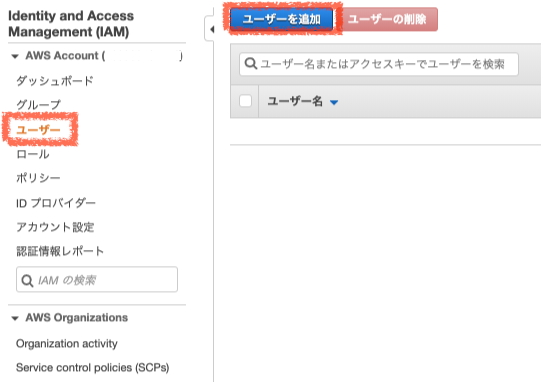 Identity and Access
Management (IAM)
AWS Account (
ダッシュボード
グループ
ユーザー
ロール
ポリシー
ID プロバイダー
アカウント設定
認証情報レポート
IAM の検索
AWS Organizations
Organization activity
Service control policies (SCPs)
ユーザーを追加
ユーザーの削除
ユーザー名またはアクセスキーでユーザーを検索
ユーザー名